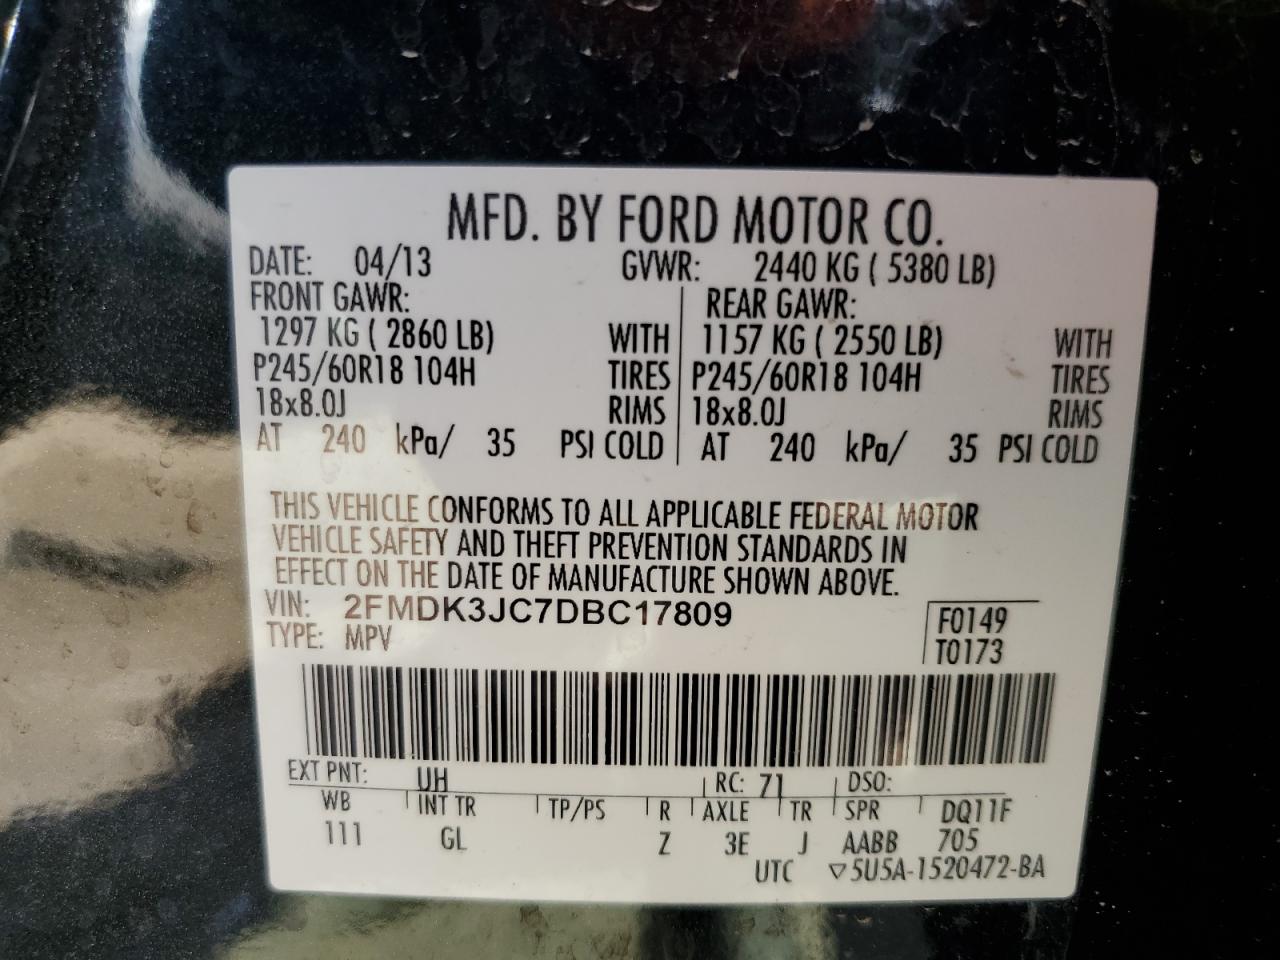 MFD. BY FORD MOTOR CO.
DATE: 04/13 GVWR: 2440 KG ( 5380 LB)
FRONT GAWR: REAR GAWR:
1297 KG ( 2860 LB) WITH 1157 KG ( 2550 LB) WITH
P245/60R18 104H TIRES P245/60R18 104H TIRES
18x8.0J RIMS 18x8.0J RIMS
AT 240 kPa/ 35 PSI COLD AT 240 kPa/ 35 PSI COLD
THIS VEHICLE CONFORMS TO ALL APPLICABLE FEDERAL MOTOR
VEHICLE SAFETY AND THEFT PREVENTION STANDARDS IN
EFFECT ON THE DATE OF MANUFACTURE SHOWN ABOVE.
VIN: 2FMDK3JC7DBC17809 F0149
TYPE: MPV T0173
EXT PNT: UH RC: 71 DSO:
WB INT TR TP/PS R AXLE TR SPR DQ11F
111 GL Z 3E J AABB 705
UTC ▽5U5A-1520472-BA